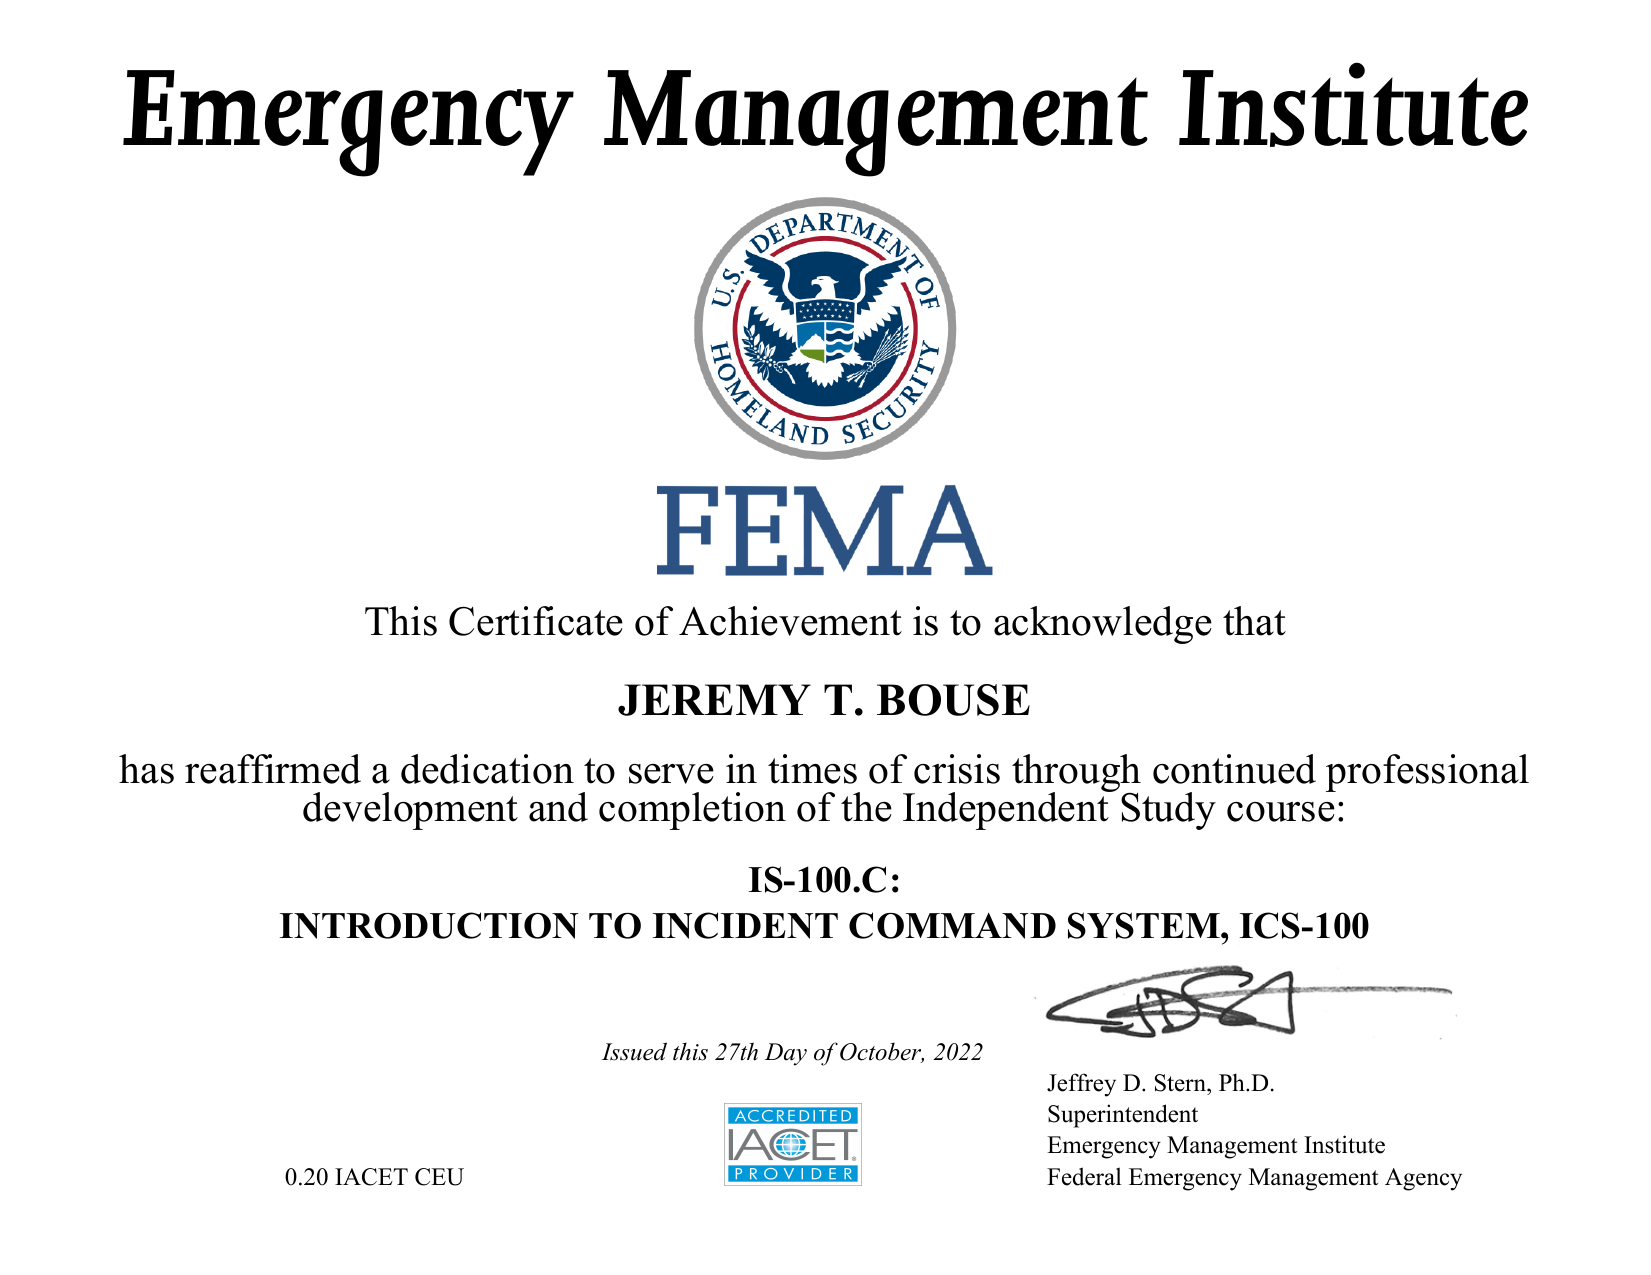 Emergency Management Institute
U.S. DEPARTMENT OF
HOMELAND SECURITY
FEMA
This Certificate of Achievement is to acknowledge that
JEREMY T. BOUSE
has reaffirmed a dedication to serve in times of crisis through continued professional
development and completion of the Independent Study course:
IS-100.C:
INTRODUCTION TO INCIDENT COMMAND SYSTEM, ICS-100
Issued this 27th Day of October, 2022
Jeffrey D. Stern, Ph.D.
Superintendent
Emergency Management Institute
Federal Emergency Management Agency
ACCREDITED
IACET®
PROVIDER
0.20 IACET CEU